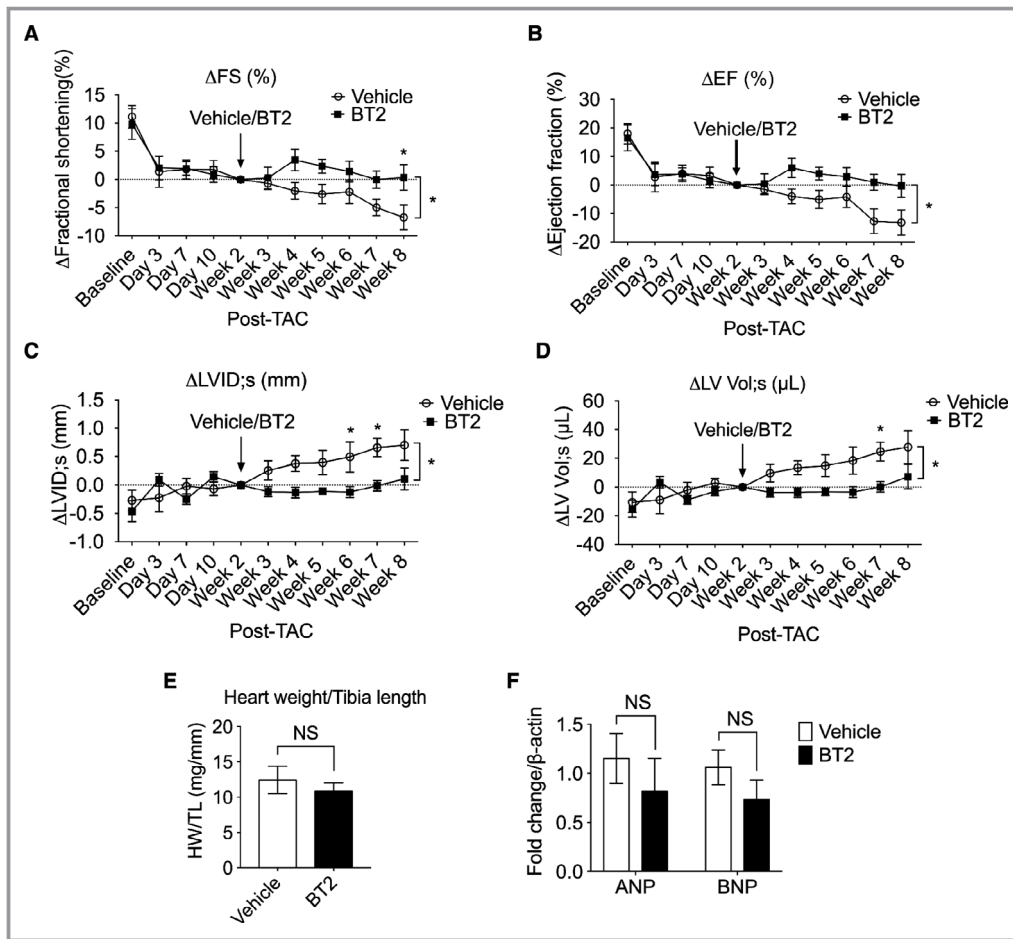 A
ΔFS (%)
ΔFractional shortening(%)
15
10
5
0
-5
-10
Vehicle
BT2
Vehicle/BT2
*
*
Baseline
Day 3
Day 7
Day 10
Week 2
Week 3
Week 4
Week 5
Week 6
Week 7
Week 8
Post-TAC
B
ΔEF (%)
ΔEjection fraction (%)
30
20
10
0
-10
-20
Vehicle
BT2
Vehicle/BT2
*
Baseline
Day 3
Day 7
Day 10
Week 2
Week 3
Week 4
Week 5
Week 6
Week 7
Week 8
Post-TAC
C
ΔLVID;s (mm)
ΔLVID;s (mm)
1.5
1.0
0.5
0.0
-0.5
-1.0
Vehicle
BT2
Vehicle/BT2
*
*
*
Baseline
Day 3
Day 7
Day 10
Week 2
Week 3
Week 4
Week 5
Week 6
Week 7
Week 8
Post-TAC
D
ΔLV Vol;s (μL)
ΔLV Vol;s (μL)
60
40
20
0
-20
-40
Vehicle
BT2
Vehicle/BT2
*
*
Baseline
Day 3
Day 7
Day 10
Week 2
Week 3
Week 4
Week 5
Week 6
Week 7
Week 8
Post-TAC
E
Heart weight/Tibia length
HW/TL (mg/mm)
20
15
10
5
0
NS
Vehicle
BT2
F
Fold change/β-actin
1.5
1.0
0.5
0.0
NS
NS
Vehicle
BT2
ANP
BNP